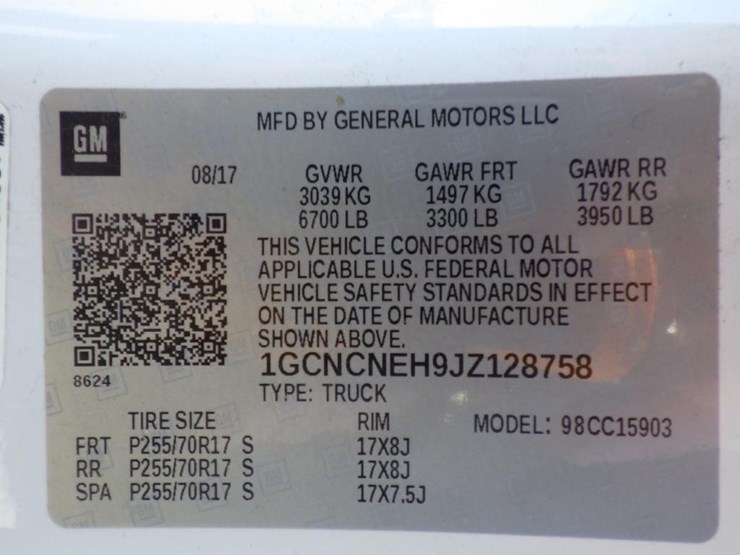 GM
MFD BY GENERAL MOTORS LLC
08/17 GVWR GAWR FRT GAWR RR
3039 KG 1497 KG 1792 KG
6700 LB 3300 LB 3950 LB
THIS VEHICLE CONFORMS TO ALL
APPLICABLE U.S. FEDERAL MOTOR
VEHICLE SAFETY STANDARDS IN EFFECT
ON THE DATE OF MANUFACTURE
SHOWN ABOVE.
1GCNCNEH9JZ128758
8624
TYPE: TRUCK
TIRE SIZE RIM MODEL: 98CC15903
FRT P255/70R17 S 17X8J
RR P255/70R17 S 17X8J
SPA P255/70R17 S 17X7.5J